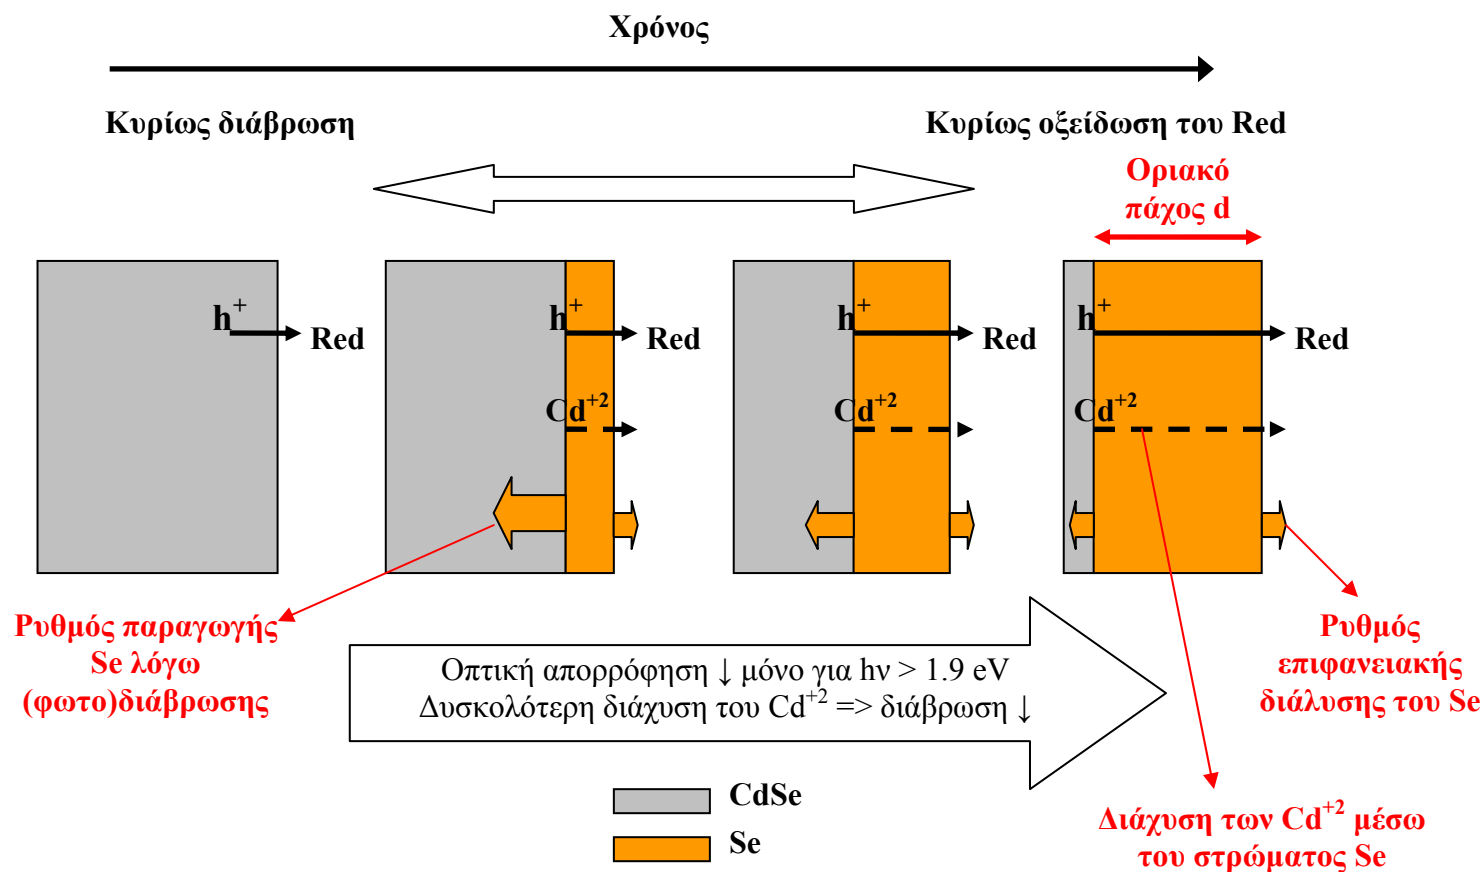 Χρόνος
Κυρίως διάβρωση
Κυρίως οξείδωση του Red
Οριακό
πάχος d
h+
Red
h+
Red
h+
Red
h+
Red
Cd+2
Cd+2
Cd+2
Ρυθμός παραγωγής
Se λόγω
(φωτο)διάβρωσης
Οπτική απορρόφηση ↓ μόνο για hν > 1.9 eV
Δυσκολότερη διάχυση του Cd+2 => διάβρωση ↓
Ρυθμός
επιφανειακής
διάλυσης του Se
CdSe
Se
Διάχυση των Cd+2 μέσω
του στρώματος Se